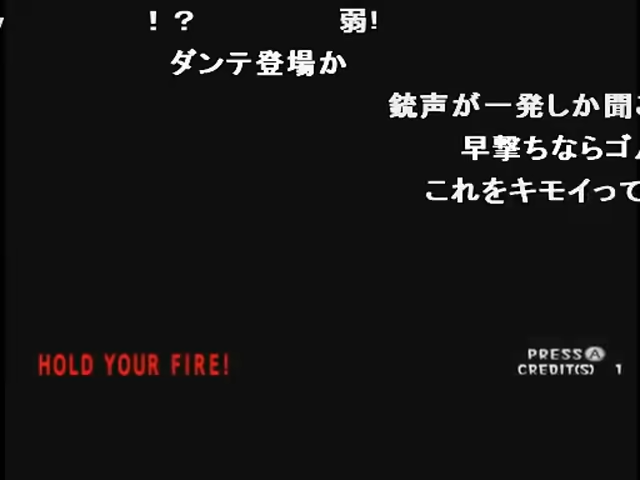 ！？ 弱!
ダンテ登場か
銃声が一発しか聞
早撃ちならゴ
これをキモイって
HOLD YOUR FIRE!
PRESS A
CREDIT(S) 1